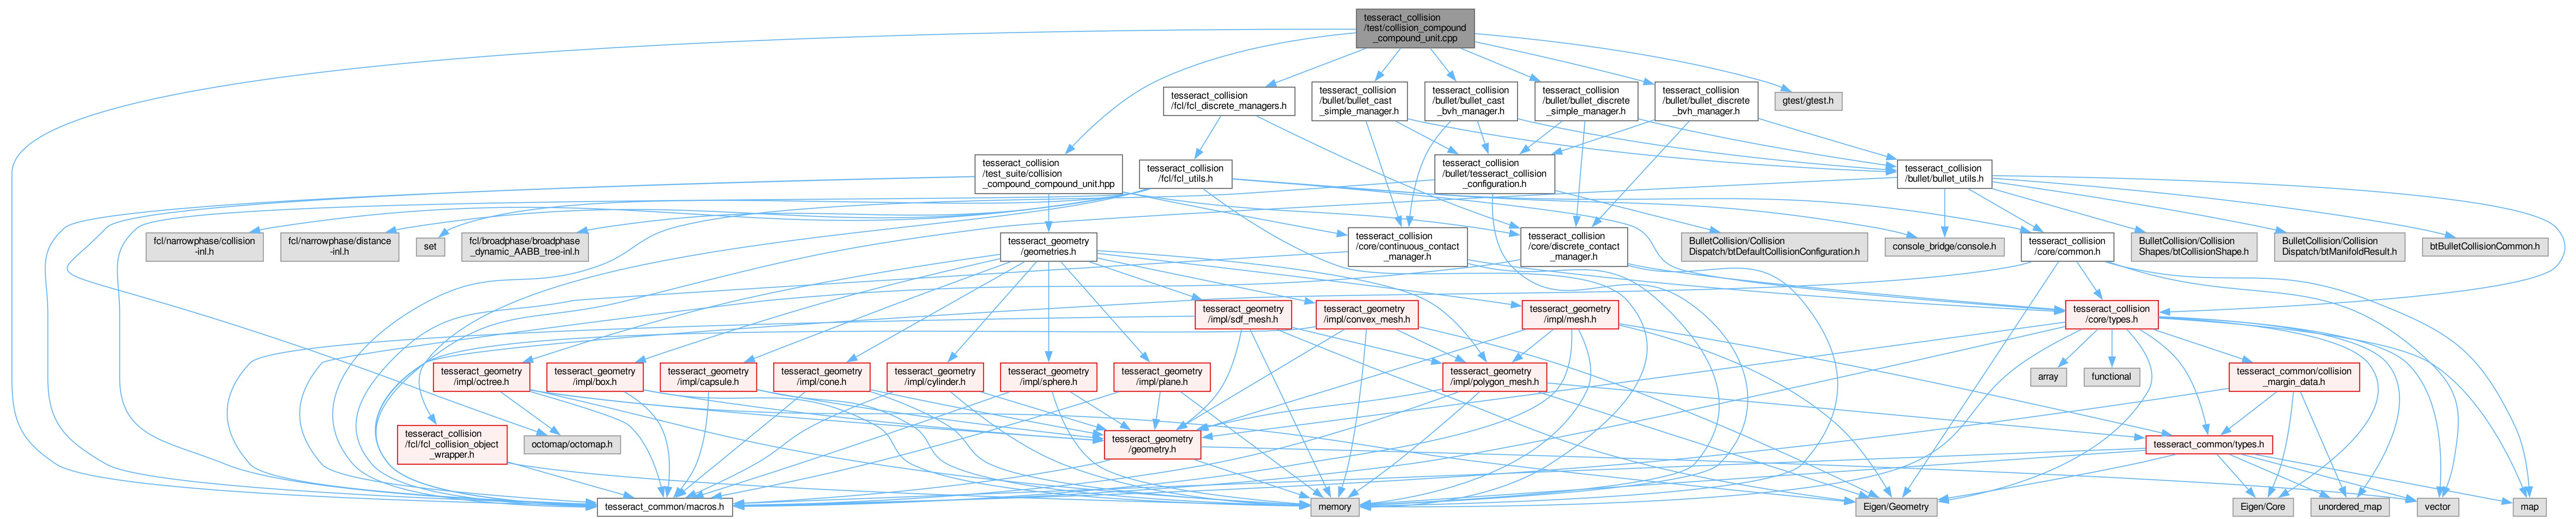 tesseract_collision
/test/collision_compound
_compound_unit.cpp
tesseract_collision
/fcl/fcl_discrete_managers.h
tesseract_collision
/bullet/bullet_cast
_simple_manager.h
tesseract_collision
/bullet/bullet_cast
_bvh_manager.h
tesseract_collision
/bullet/bullet_discrete
_simple_manager.h
tesseract_collision
/bullet/bullet_discrete
_bvh_manager.h
gtest/gtest.h
tesseract_collision
/test_suite/collision
_compound_compound_unit.hpp
tesseract_collision
/fcl/fcl_utils.h
tesseract_collision
/bullet/tesseract_collision
_configuration.h
tesseract_collision
/bullet/bullet_utils.h
fcl/narrowphase/collision
-inl.h
fcl/narrowphase/distance
-inl.h
set
fcl/broadphase/broadphase
_dynamic_AABB_tree-inl.h
tesseract_geometry
/geometries.h
tesseract_collision
/core/continuous_contact
_manager.h
tesseract_collision
/core/discrete_contact
_manager.h
BulletCollision/Collision
Dispatch/btDefaultCollisionConfiguration.h
console_bridge/console.h
tesseract_collision
/core/common.h
BulletCollision/Collision
Shapes/btCollisionShape.h
BulletCollision/Collision
Dispatch/btManifoldResult.h
btBulletCollisionCommon.h
tesseract_geometry
/impl/sdf_mesh.h
tesseract_geometry
/impl/convex_mesh.h
tesseract_geometry
/impl/mesh.h
tesseract_collision
/core/types.h
tesseract_geometry
/impl/octree.h
tesseract_geometry
/impl/box.h
tesseract_geometry
/impl/capsule.h
tesseract_geometry
/impl/cone.h
tesseract_geometry
/impl/cylinder.h
tesseract_geometry
/impl/sphere.h
tesseract_geometry
/impl/plane.h
tesseract_geometry
/impl/polygon_mesh.h
array
functional
tesseract_common/collision
_margin_data.h
tesseract_collision
/fcl/fcl_collision_object
_wrapper.h
octomap/octomap.h
tesseract_geometry
/geometry.h
tesseract_common/types.h
tesseract_common/macros.h
memory
Eigen/Geometry
Eigen/Core
unordered_map
vector
map